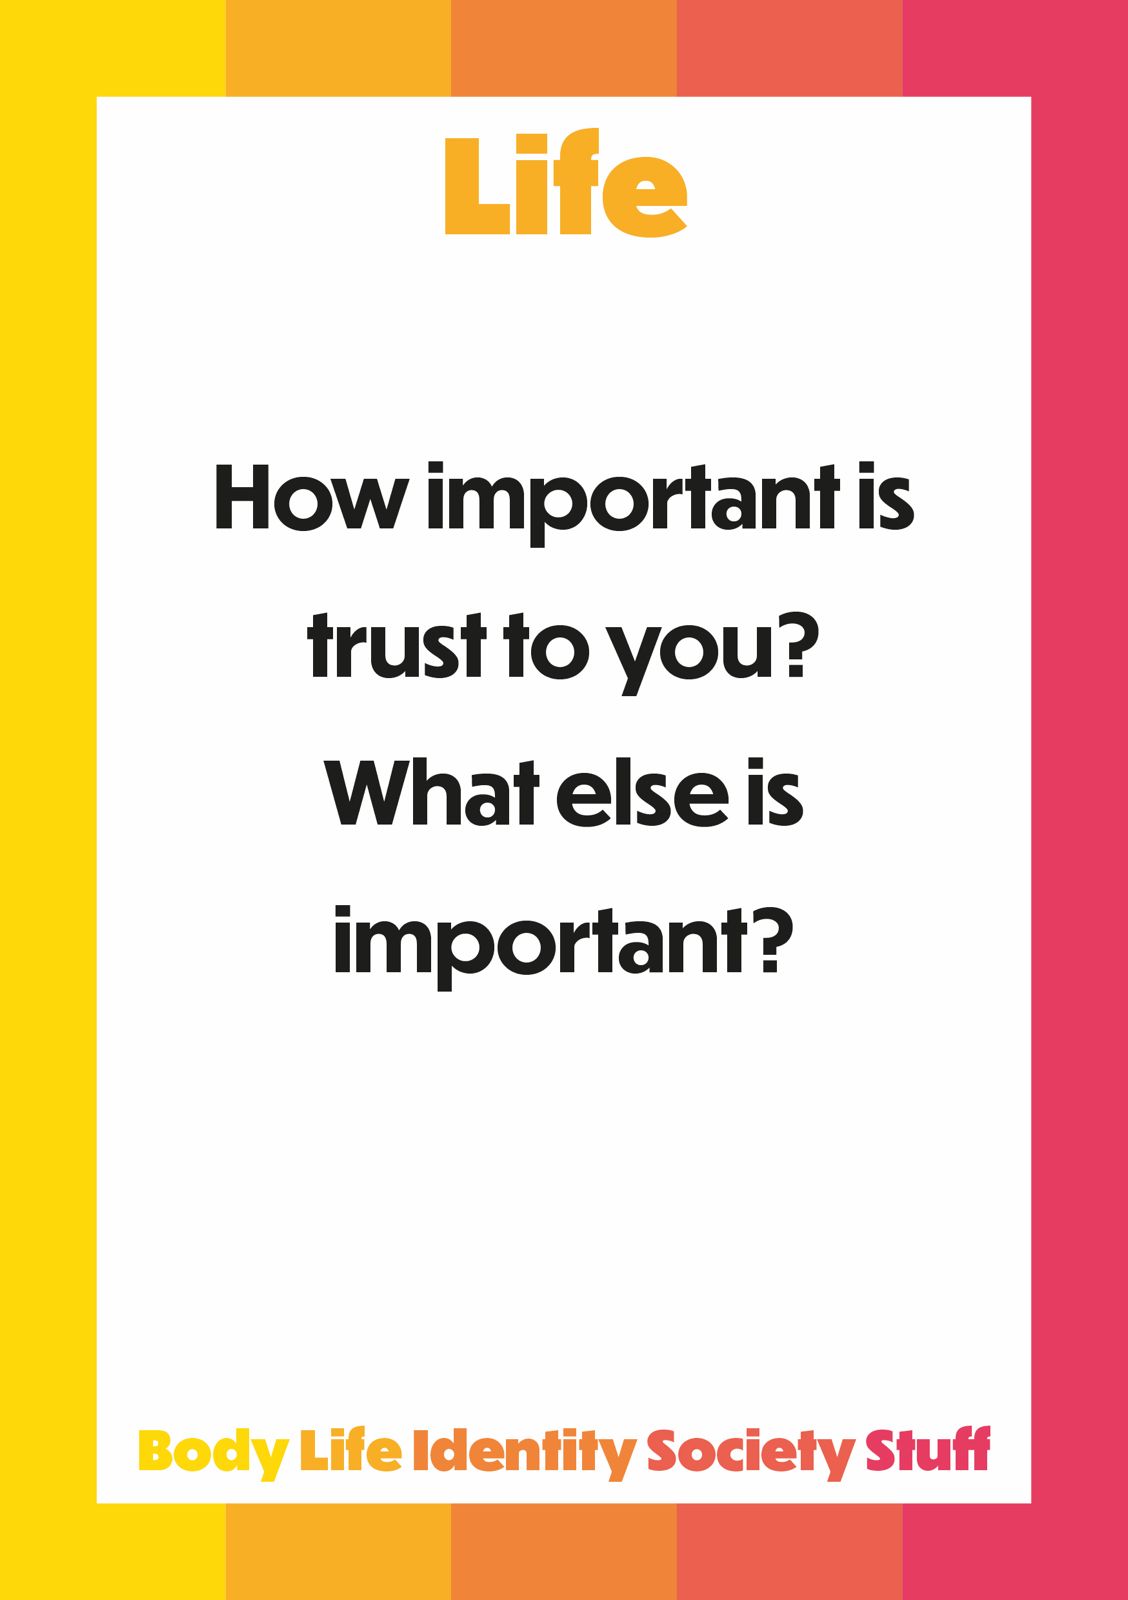 Life
How important is
trust to you?
What else is
important?
Body Life Identity Society Stuff